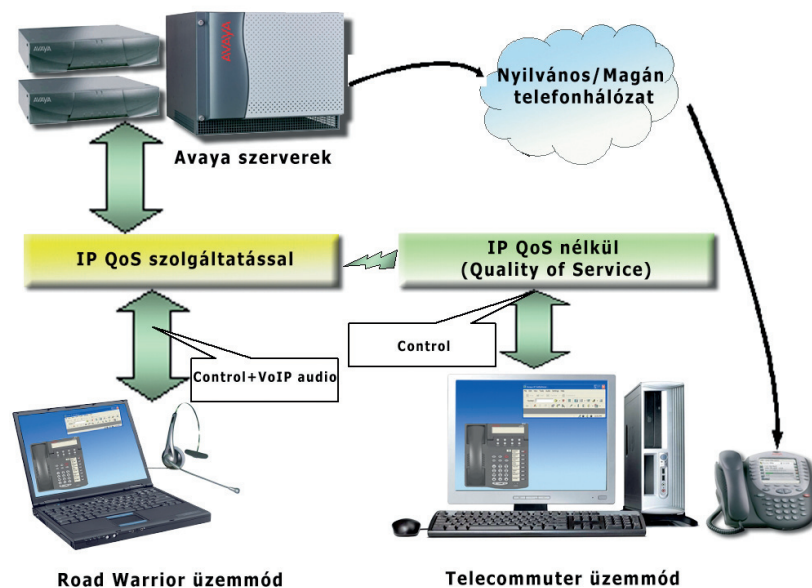 AVAYA
AVAYA
AVAYA
Avaya szerverek
Nyilvános/Magán
telefonhálózat
IP QoS szolgáltatással
IP QoS nélkül
(Quality of Service)
Control+VoIP audio
Control
Road Warrior üzemmód
Telecommuter üzemmód